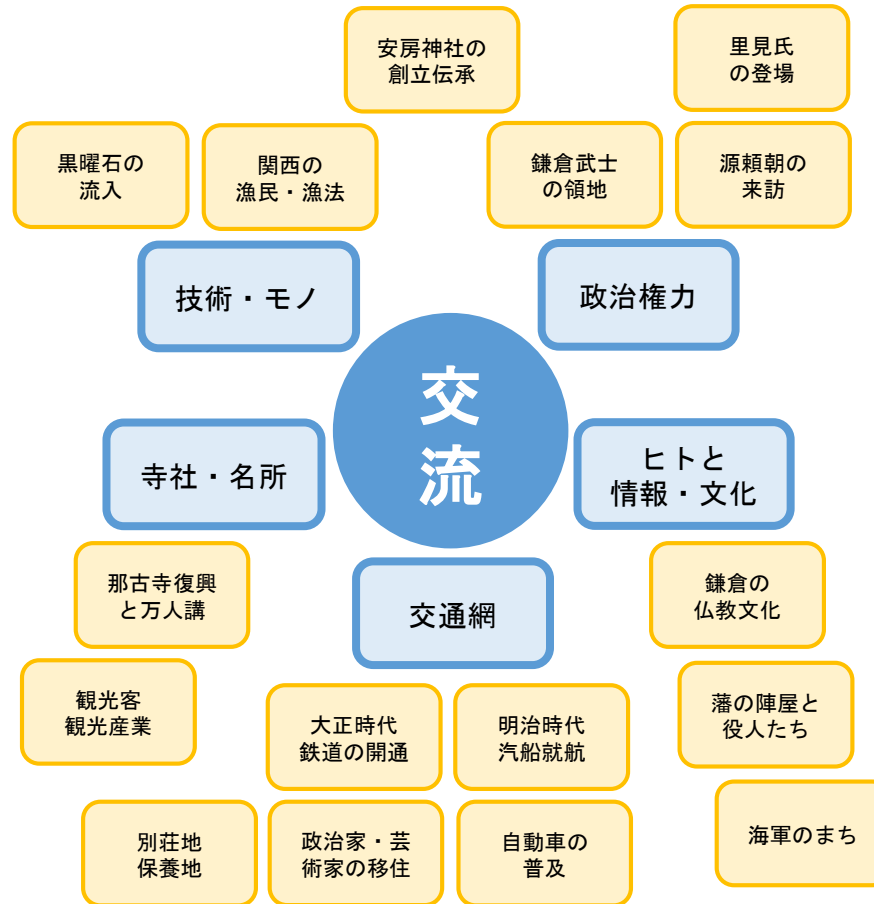 安房神社の
創立伝承
里見氏
の登場
黒曜石の
流入
関西の
漁民・漁法
鎌倉武士
の領地
源頼朝の
来訪
技術・モノ
政治権力
交
流
寺社・名所
ヒトと
情報・文化
那古寺復興
と万人講
交通網
鎌倉の
仏教文化
観光客
観光産業
大正時代
鉄道の開通
明治時代
汽船就航
藩の陣屋と
役人たち
別荘地
保養地
政治家・芸
術家の移住
自動車の
普及
海軍のまち